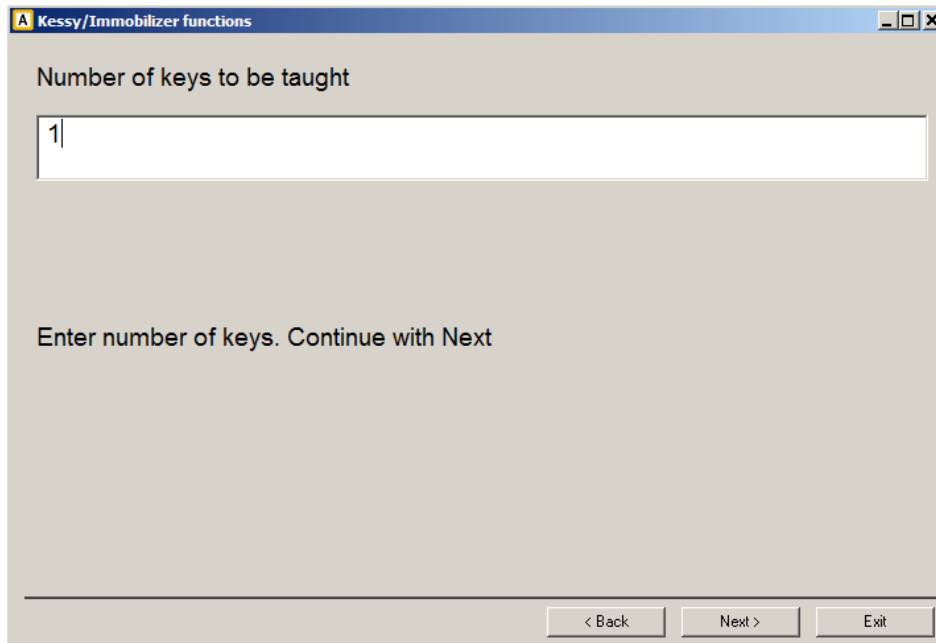 A Kessy/Immobilizer functions
Number of keys to be taught
1
Enter number of keys. Continue with Next
< Back Next > Exit